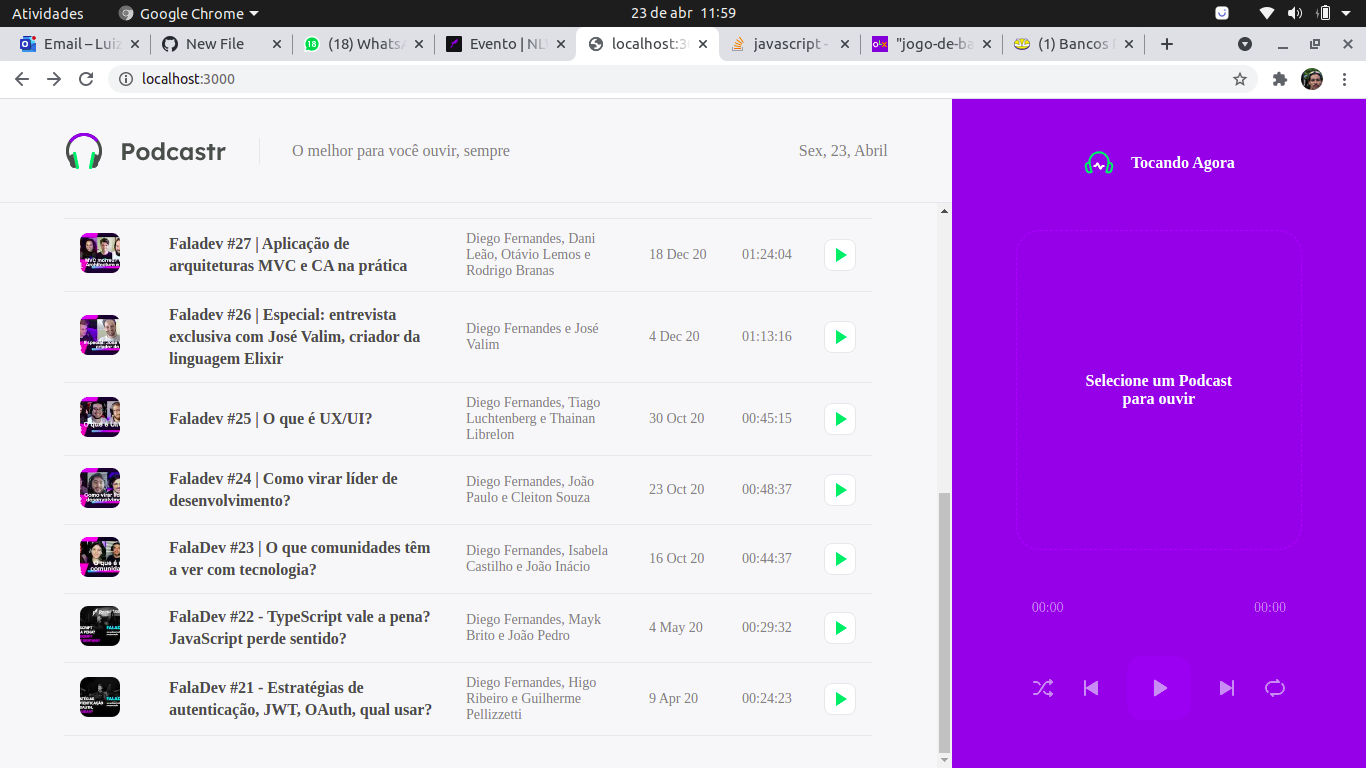 Atividades
Google Chrome
23 de abr 11:59
Email – Luiz
New File
(18) WhatsA
Evento | NLW
localhost:30
javascript -
"jogo-de-ba
(1) Bancos
localhost:3000
Podcastr
O melhor para você ouvir, sempre
Sex, 23, Abril
Faladev #27 | Aplicação de
arquiteturas MVC e CA na prática
Diego Fernandes, Dani
Leão, Otávio Lemos e
Rodrigo Branas
18 Dec 20
01:24:04
Faladev #26 | Especial: entrevista
exclusiva com José Valim, criador da
linguagem Elixir
Diego Fernandes e José
Valim
4 Dec 20
01:13:16
Faladev #25 | O que é UX/UI?
Diego Fernandes, Tiago
Luchtenberg e Thainan
Librelon
30 Oct 20
00:45:15
Faladev #24 | Como virar líder de
desenvolvimento?
Diego Fernandes, João
Paulo e Cleiton Souza
23 Oct 20
00:48:37
FalaDev #23 | O que comunidades têm
a ver com tecnologia?
Diego Fernandes, Isabela
Castilho e João Inácio
16 Oct 20
00:44:37
FalaDev #22 - TypeScript vale a pena?
JavaScript perde sentido?
Diego Fernandes, Mayk
Brito e João Pedro
4 May 20
00:29:32
FalaDev #21 - Estratégias de
autenticação, JWT, OAuth, qual usar?
Diego Fernandes, Higo
Ribeiro e Guilherme
Pellizzetti
9 Apr 20
00:24:23
Tocando Agora
Selecione um Podcast
para ouvir
00:00
00:00